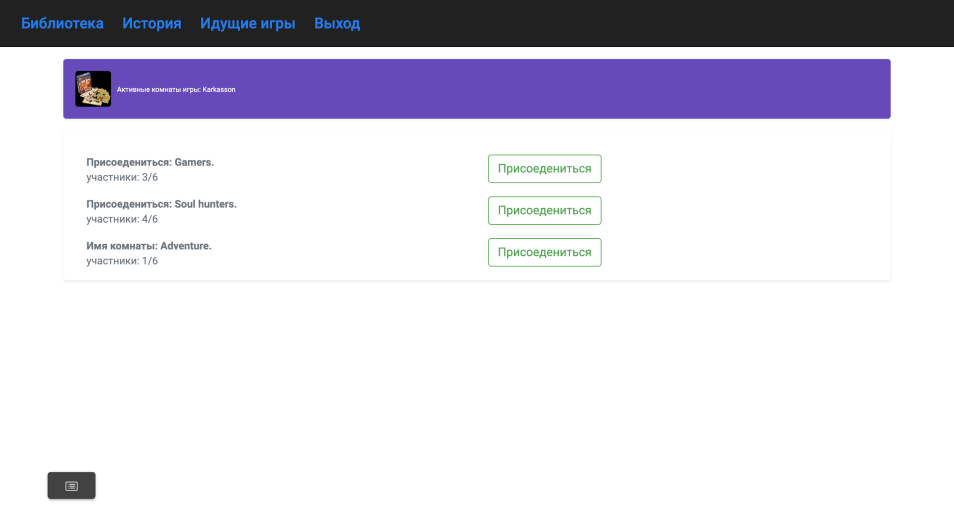 Библиотека История Идущие игры Выход
Активные комнаты игры: Karkasson
Присоедениться: Gamers.
участники: 3/6
Присоедениться
Присоедениться: Soul hunters.
участники: 4/6
Присоедениться
Имя комнаты: Adventure.
участники: 1/6
Присоедениться